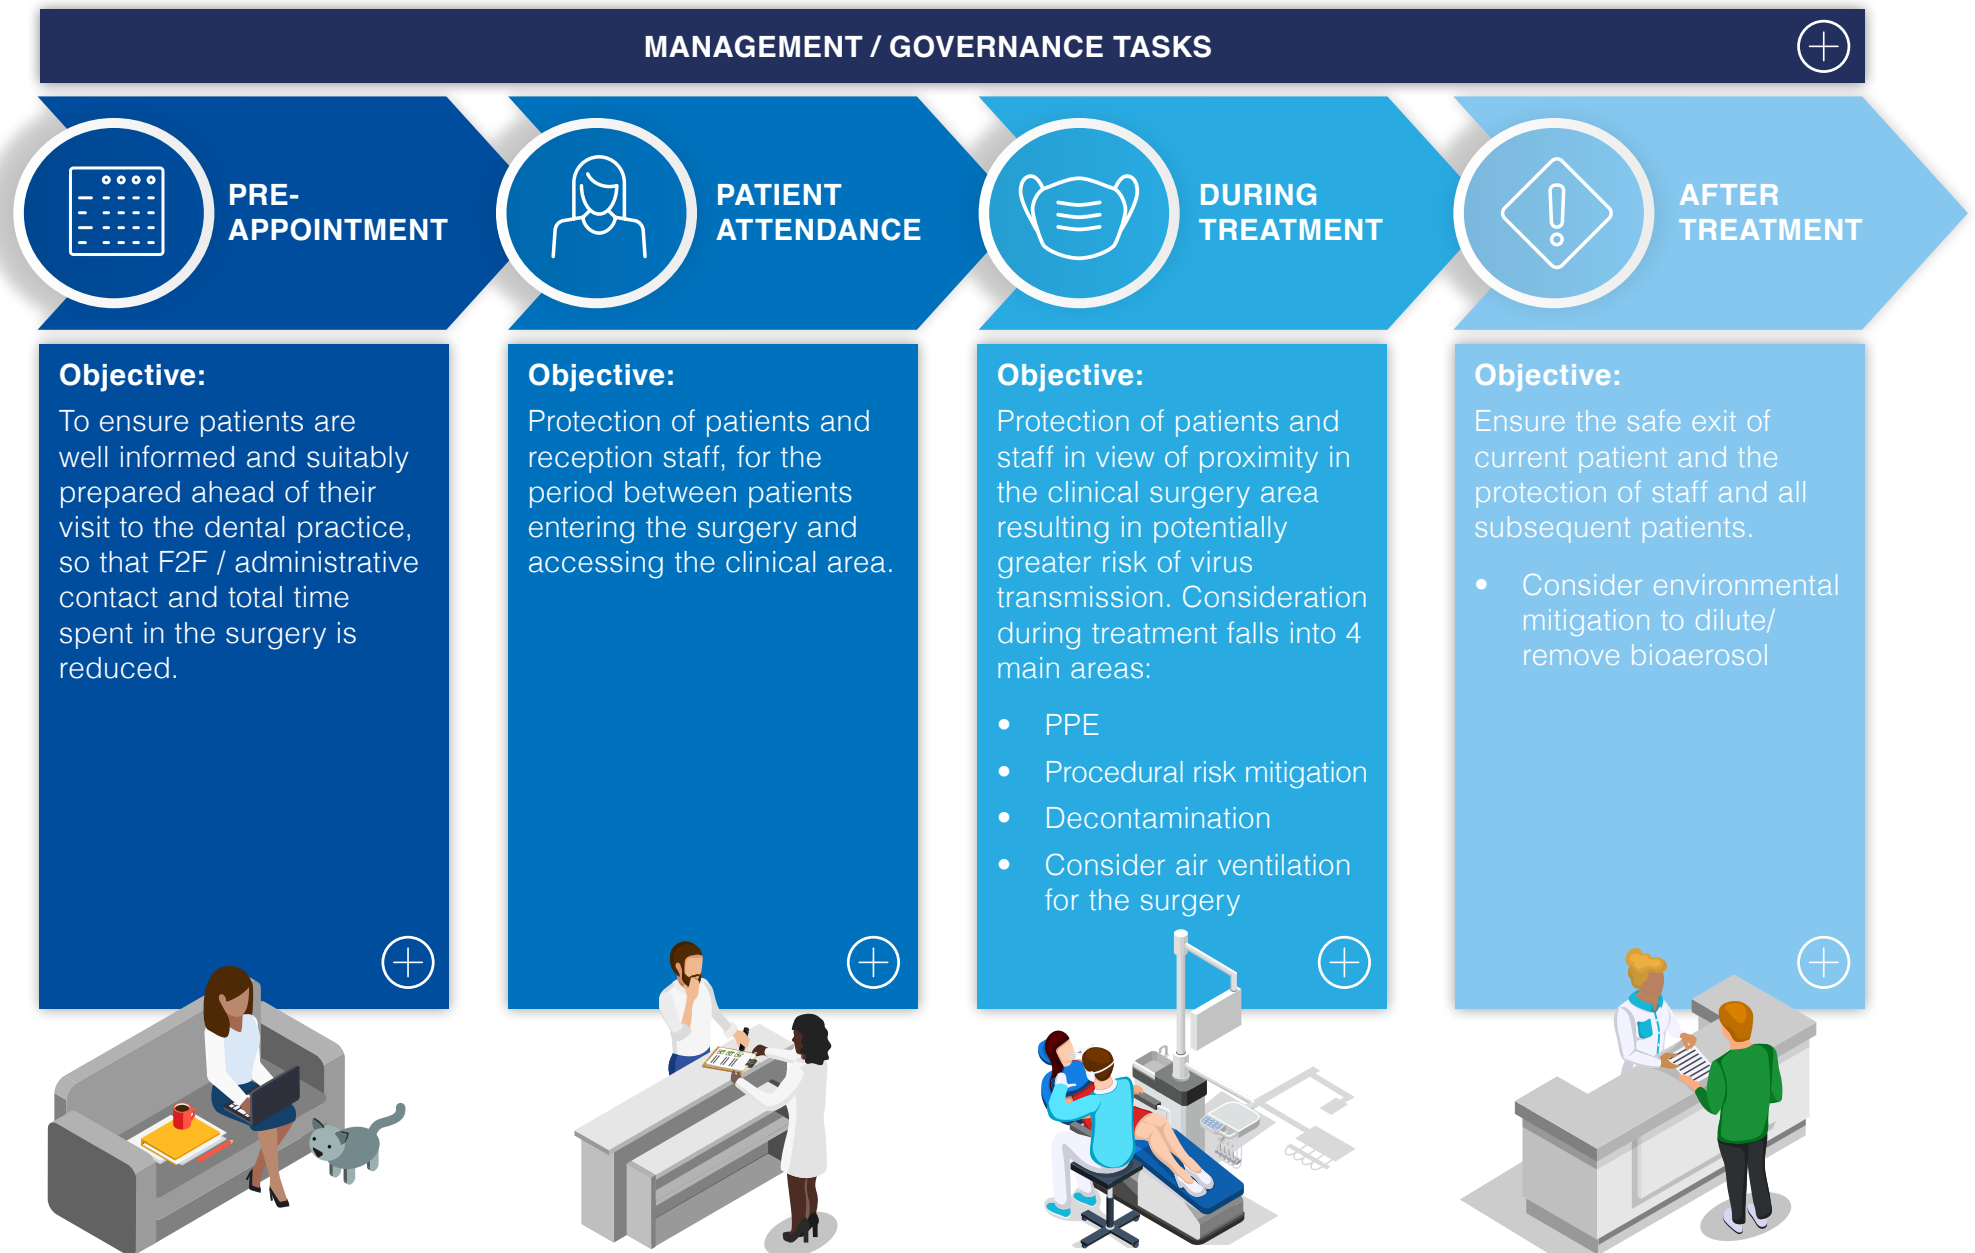 MANAGEMENT / GOVERNANCE TASKS
PRE-
APPOINTMENT
PATIENT
ATTENDANCE
DURING
TREATMENT
AFTER
TREATMENT
Objective:
To ensure patients are
well informed and suitably
prepared ahead of their
visit to the dental practice,
so that F2F / administrative
contact and total time
spent in the surgery is
reduced.
Objective:
Protection of patients and
reception staff, for the
period between patients
entering the surgery and
accessing the clinical area.
Objective:
Protection of patients and
staff in view of proximity in
the clinical surgery area
resulting in potentially
greater risk of virus
transmission. Consideration
during treatment falls into 4
main areas:
• PPE
• Procedural risk mitigation
• Decontamination
• Consider air ventilation
for the surgery
Objective:
Ensure the safe exit of
current patient and the
protection of staff and all
subsequent patients.
• Consider environmental
mitigation to dilute/
remove bioaerosol